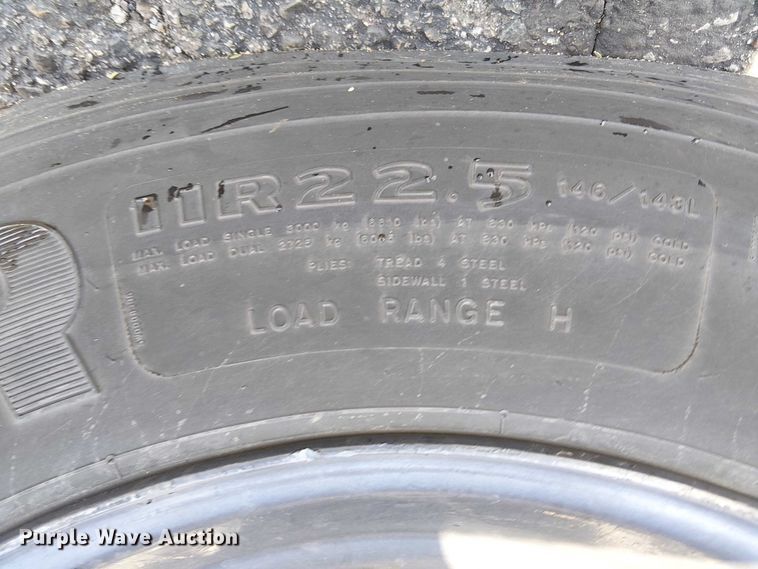 11R22.5 146/143L
MAX. LOAD SINGLE 3000 kg (6610 lbs) AT 830 kPa (120 psi) COLD
MAX. LOAD DUAL 2725 kg (6005 lbs) AT 830 kPa (120 psi) COLD
PLIES: TREAD 4 STEEL
SIDEWALL 1 STEEL
LOAD RANGE H
R
Purple Wave Auction